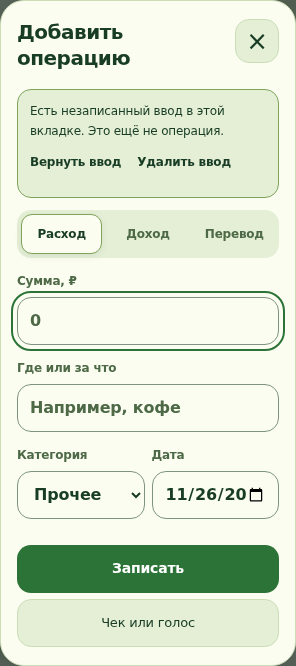 Добавить
операцию
Есть незаписанный ввод в этой
вкладке. Это ещё не операция.
Вернуть ввод Удалить ввод
Расход Доход Перевод
Сумма, ₽
0
Где или за что
Например, кофе
Категория Дата
Прочее 11/26/20
Записать
Чек или голос